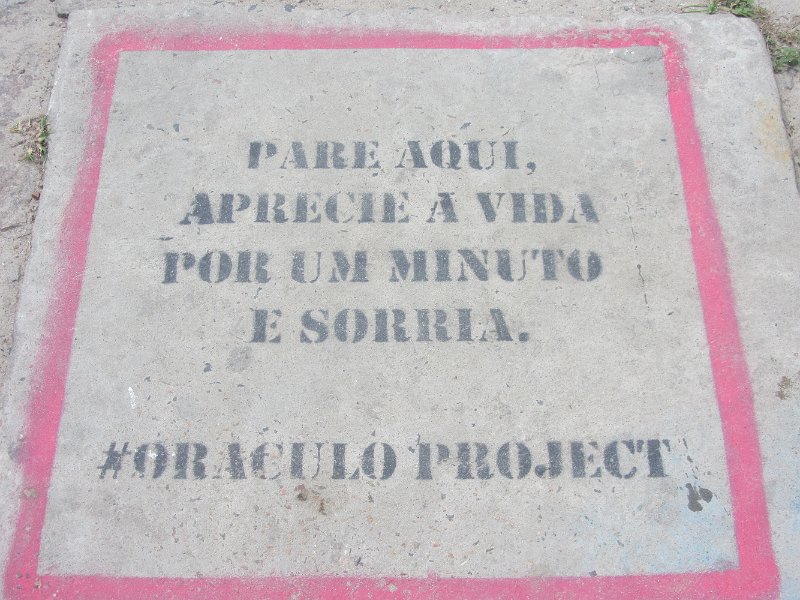 PARE AQUI,
APRECIE A VIDA
POR UM MINUTO
E SORRIA.
#ORACULO PROJECT